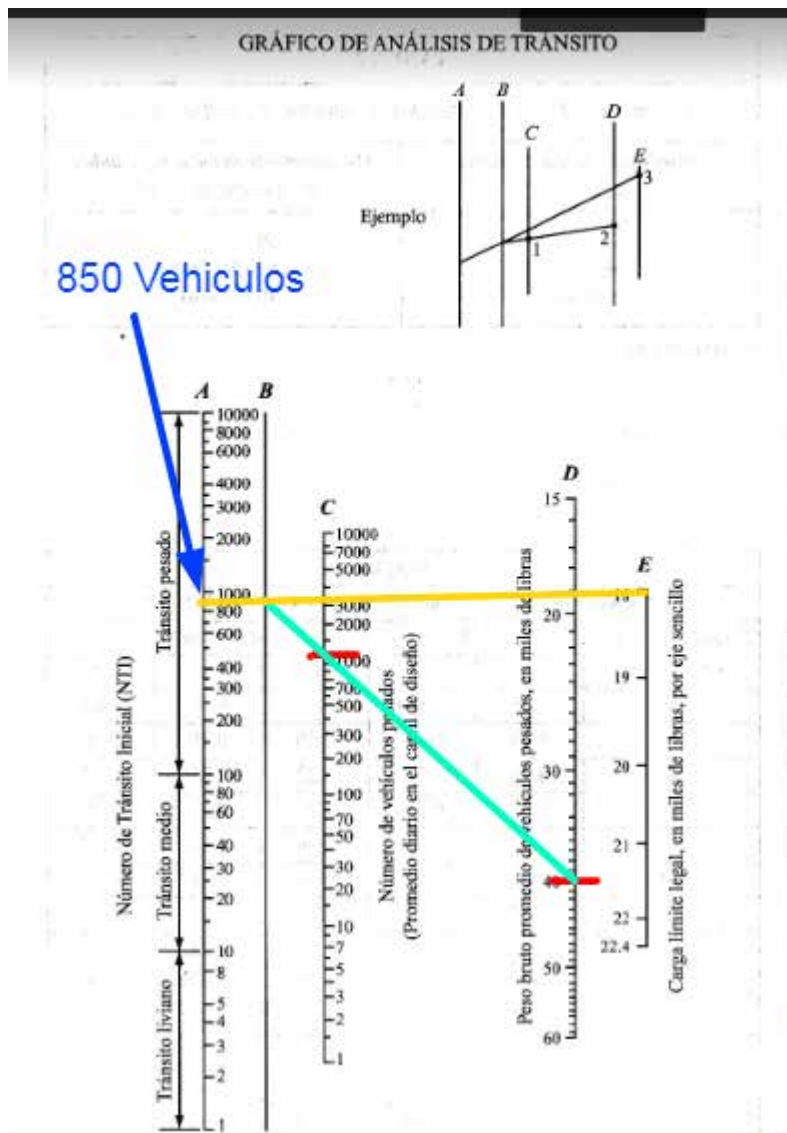 GRÁFICO DE ANÁLISIS DE TRÁNSITO
A
B
C
D
E
3
Ejemplo
1
2
850 Vehiculos
A
B
10000
8000
6000
4000
3000
2000
1000
800
600
400
300
200
100
80
60
40
30
20
10
8
5
4
3
2
1
Tránsito pesado
Tránsito medio
Tránsito liviano
Número de Tránsito Inicial (NTI)
C
10000
7000
5000
3000
2000
1000
700
500
300
200
100
70
50
30
20
10
7
5
3
2
1
Número de vehículos pesados
(Promedio diario en el canal de diseño)
D
15
20
30
40
50
60
Peso bruto promedio de vehículos pesados, en miles de libras
E
18
19
20
21
22
22.4
Carga límite legal, en miles de libras, por eje sencillo